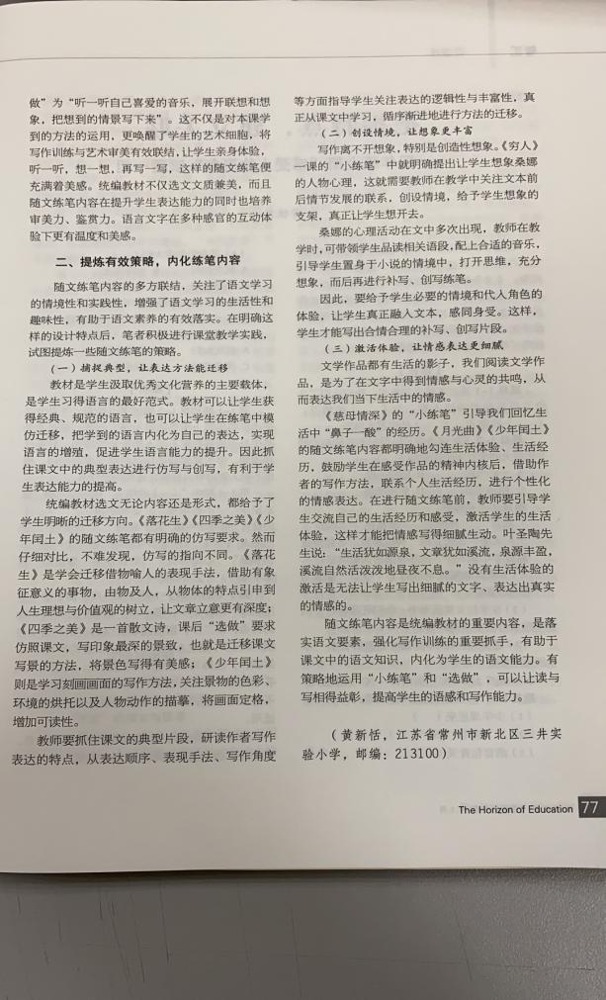 做”为“听一听自己喜爱的音乐，展开联想和想
象，把想到的情景写下来”。这不仅是对本课学
到的方法的运用，更唤醒了学生的艺术细胞，将
写作训练与艺术审美有效联结，让学生亲身体验，
听一听，想一想，再写一写，这样的随文练笔便
充满着美感。统编教材不仅选文文质兼美，而且
随文练笔内容在提升学生表达能力的同时也培养
审美力、鉴赏力。语言文字在多种感官的互动体
验下更有温度和美感。
二、提炼有效策略，内化练笔内容
随文练笔内容的多方联结，关注了语文学习
的情境性和实践性，增强了语文学习的生活性和
趣味性，有助于语文素养的有效落实。在明确这
样的设计特点后，笔者积极进行课堂教学实践，
试图提炼一些随文练笔的策略。
（一）捕捉典型，让表达方法能迁移
教材是学生汲取优秀文化营养的主要载体，
是学生习得语言的最好范式。教材可以让学生获
得经典、规范的语言，也可以让学生在练笔中模
仿迁移，把学到的语言内化为自己的表达，实现
语言的增殖，促进学生语言能力的提升。因此抓
住课文中的典型表达进行仿写与创写，有利于学
生表达能力的提高。
统编教材选文无论内容还是形式，都给予了
学生明晰的迁移方向。《落花生》《四季之美》《少
年闰土》的随文练笔都有明确的仿写要求。然而
仔细对比，不难发现，仿写的指向不同。《落花
生》是学会迁移借物喻人的表现手法，借助有象
征意义的事物，由物及人，从物体的特点引申到
人生理想与价值观的树立，让文章立意更有深度；
《四季之美》是一首散文诗，课后“选做”要求
仿照课文，写印象最深的景致，也就是迁移课文
写景的方法，将景色写得有美感；《少年闰土》
则是学习刻画画面的写作方法，关注景物的色彩、
环境的烘托以及人物动作的描摹，将画面定格，
增加可读性。
教师要抓住课文的典型片段，研读作者写作
表达的特点，从表达顺序、表现手法、写作角度
等方面指导学生关注表达的逻辑性与丰富性，真
正从课文中学习，循序渐进地进行方法的迁移。
（二）创设情境，让想象更丰富
写作离不开想象，特别是创造性想象。《穷人》
一课的“小练笔”中就明确提出让学生想象桑娜
的人物心理，这就需要教师在教学中关注文本前
后情节发展的联系，创设情境，给予学生想象的
支架，真正让学生想开去。
桑娜的心理活动在文中多次出现，教师在教
学时，可带领学生品读相关语段，配上合适的音乐，
引导学生置身于小说的情境中，打开思维，充分
想象，而后再进行补写、创写练笔。
因此，要给予学生必要的情境和代入角色的
体验，让学生真正融入文本，感同身受。这样，
学生才能写出合情合理的补写、创写片段。
（三）激活体验，让情感表达更细腻
文学作品都有生活的影子，我们阅读文学作
品，是为了在文字中得到情感与心灵的共鸣，从
而表达我们当下生活中的情感。
《慈母情深》的“小练笔”引导我们回忆生
活中“鼻子一酸”的经历。《月光曲》《少年闰土》
的随文练笔内容都明确地勾连生活体验、生活经
历，鼓励学生在感受作品的精神内核后，借助作
者的写作方法，联系个人生活经历，进行个性化
的情感表达。在进行随文练笔前，教师要引导学
生交流自己的生活经历和感受，激活学生的生活
体验，这样才能把情感写得细腻生动。叶圣陶先
生说：“生活犹如源泉，文章犹如溪流，泉源丰盈，
溪流自然活泼泼地昼夜不息。”没有生活体验的
激活是无法让学生写出细腻的文字、表达出真实
的情感的。
随文练笔内容是统编教材的重要内容，是落
实语文要素，强化写作训练的重要抓手，有助于
课文中的语文知识，内化为学生的语文能力。有
策略地运用“小练笔”和“选做”，可以让读与
写相得益彰，提高学生的语感和写作能力。
（黄新恬，江苏省常州市新北区三井实
验小学，邮编：213100）
The Horizon of Education 77